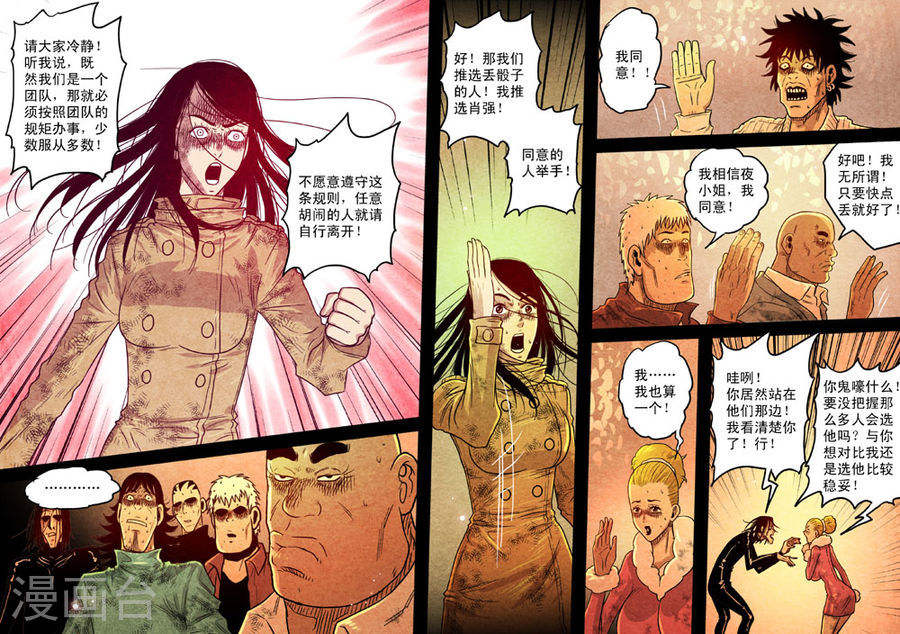 请大家冷静！
听我说，既
然我们是一个
团队，那就必
须按照团队的
规矩办事，少
数服从多数！
不愿意遵守这
条规则，任意
胡闹的人就请
自行离开！
…………
好！那我们
推选丢骰子
的人！我推
选肖强！
同意的
人举手！
我同
意！！
我相信夜
小姐，我
同意！
好吧！我
无所谓！
只要快点
丢就好了！
我……
我也算
一个！
哇咧！
你居然站在
他们那边！
我看清楚你
了！行！
你鬼嚎什么！
要没把握那
么多人会选
他吗？与你
想对比我还
是选他比较
稳妥！
漫画台